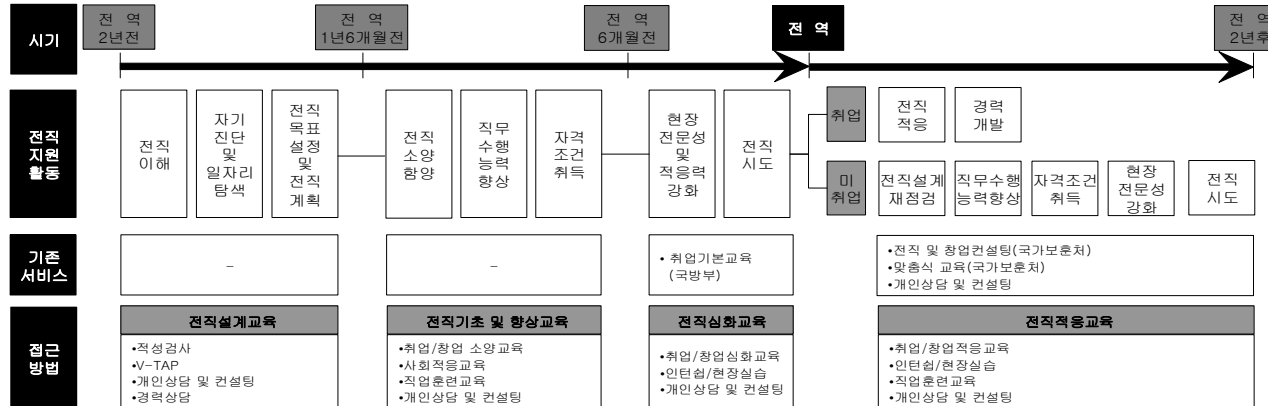 시기
전 역
2년전
전 역
1년6개월전
전 역
6개월전
전 역
전 역
2년후
전직
지원
활동
전직
이해
자기
진단
및
일자리
탐색
전직
목표
설정
및
전직
계획
전직
소양
함양
직무
수행
능력
향상
자격
조건
취득
현장
전문성
및
적응력
강화
전직
시도
취업
전직
적응
경력
개발
미
취업
전직설계
재점검
직무수행
능력향상
자격조건
취득
현장
전문성
강화
전직
시도
기존
서비스
–
–
• 취업기본교육
(국방부)
•전직 및 창업컨설팅(국가보훈처)
•맞춤식 교육(국가보훈처)
•개인상담 및 컨설팅
접근
방법
전직설계교육
•적성검사
•V-TAP
•개인상담 및 컨설팅
•경력상담
전직기초 및 향상교육
•취업/창업 소양교육
•사회적응교육
•직업훈련교육
•개인상담 및 컨설팅
전직심화교육
•취업/창업심화교육
•인턴쉽/현장실습
•개인상담 및 컨설팅
전직적응교육
•취업/창업적응교육
•인턴쉽/현장실습
•직업훈련교육
•개인상담 및 컨설팅